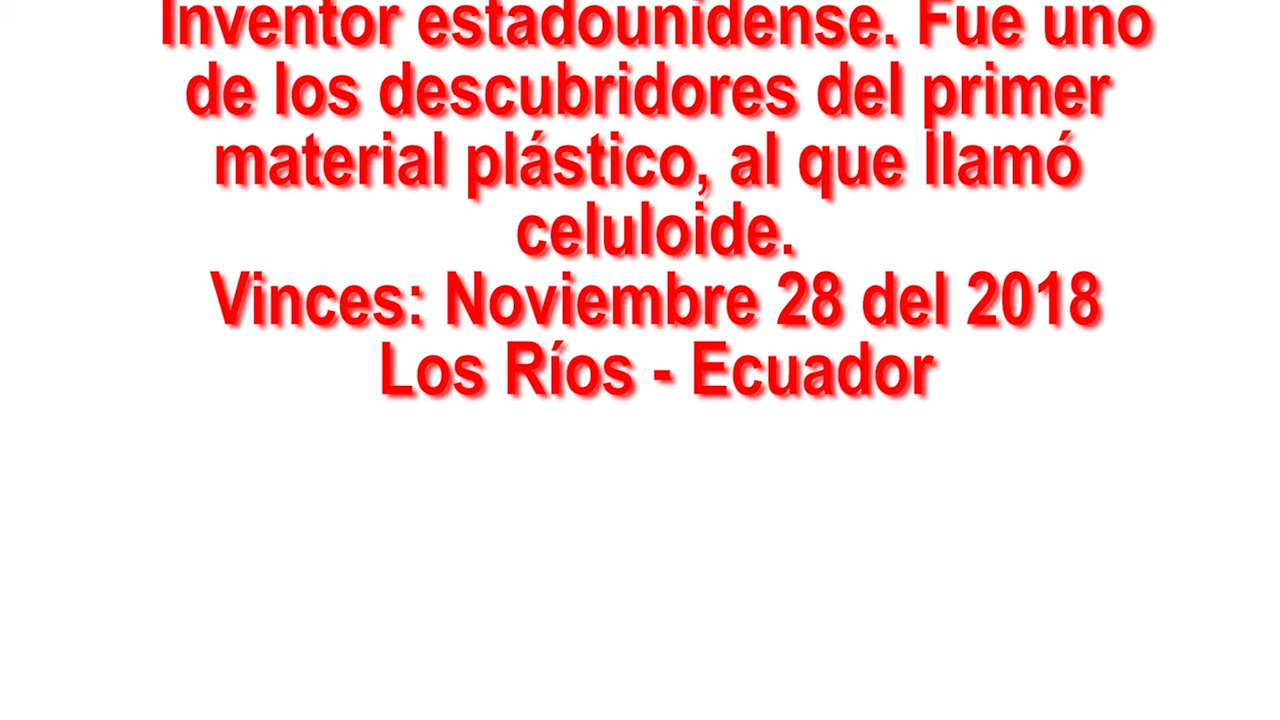 Inventor estadounidense. Fue uno
de los descubridores del primer
material plástico, al que llamó
celuloide.
Vinces: Noviembre 28 del 2018
Los Ríos - Ecuador